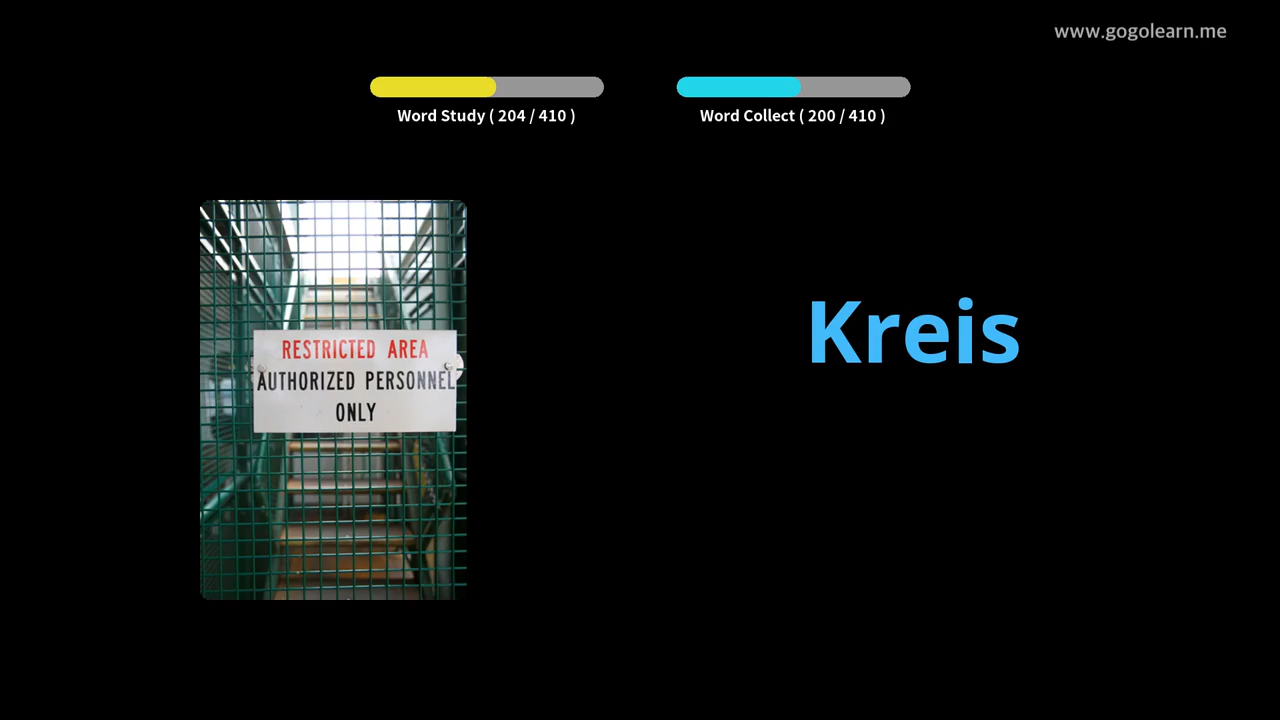 www.gogolearn.me
Word Study ( 204 / 410 )
Word Collect ( 200 / 410 )
RESTRICTED AREA
AUTHORIZED PERSONNEL
ONLY
Kreis